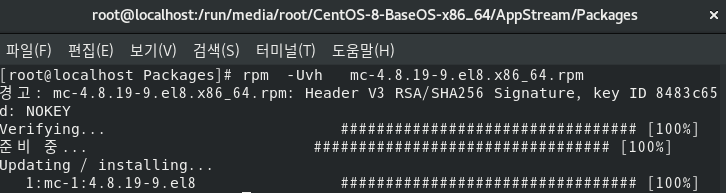 root@localhost:/run/media/root/CentOS-8-BaseOS-x86_64/AppStream/Packages
파일(F) 편집(E) 보기(V) 검색(S) 터미널(T) 도움말(H)
[root@localhost Packages]# rpm  -Uvh   mc-4.8.19-9.el8.x86_64.rpm
경고: mc-4.8.19-9.el8.x86_64.rpm: Header V3 RSA/SHA256 Signature, key ID 8483c65
d: NOKEY
Verifying...                          ################################# [100%]
준비 중...                         ################################# [100%]
Updating / installing...
   1:mc-1:4.8.19-9.el8                ################################# [100%]